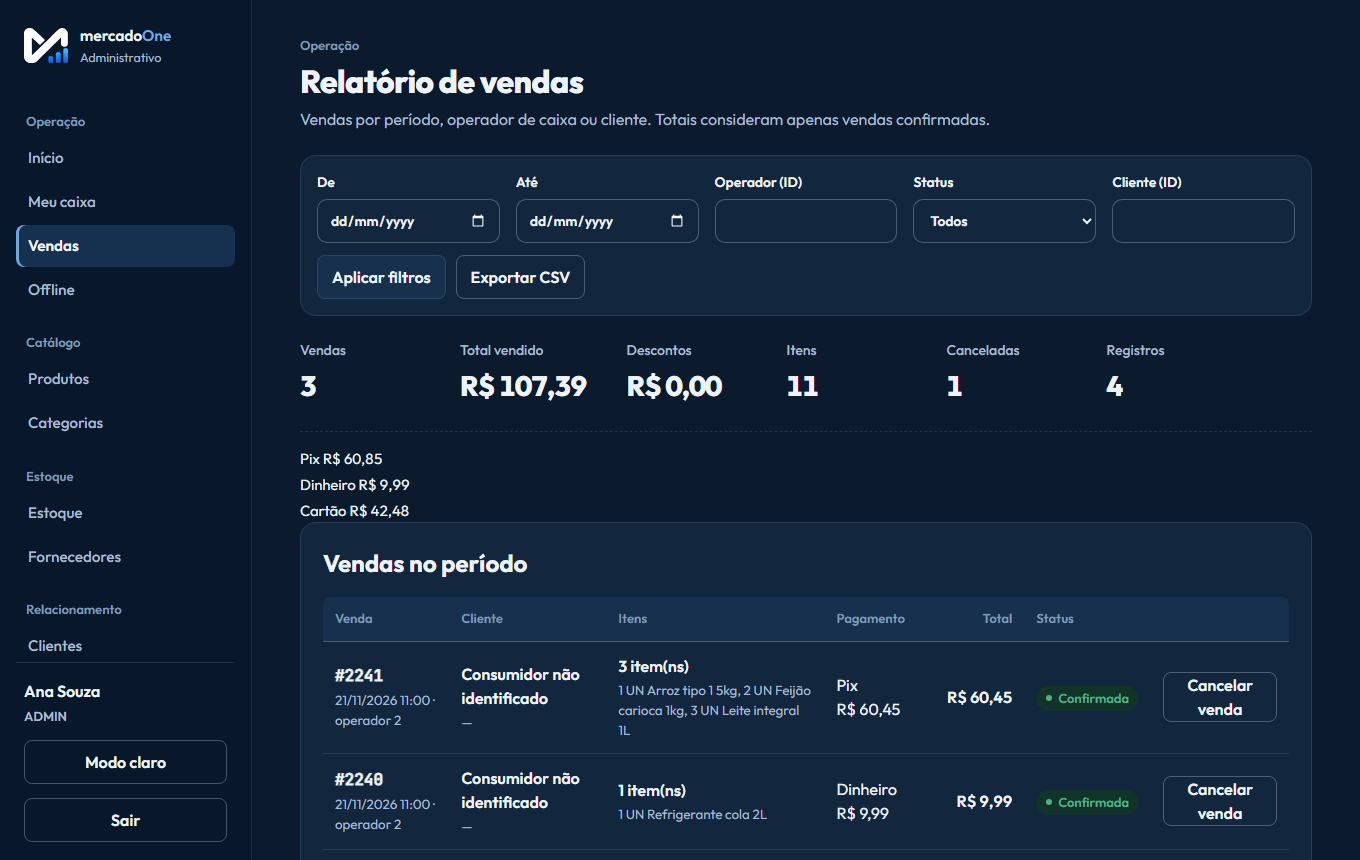 mercadoOne
Administrativo
Operação
Início
Meu caixa
Vendas
Offline
Catálogo
Produtos
Categorias
Estoque
Estoque
Fornecedores
Relacionamento
Clientes
Ana Souza
ADMIN
Modo claro
Sair
Operação
Relatório de vendas
Vendas por período, operador de caixa ou cliente. Totais consideram apenas vendas confirmadas.
De Até Operador (ID) Status Cliente (ID)
dd/mm/yyyy dd/mm/yyyy Todos
Aplicar filtros Exportar CSV
Vendas Total vendido Descontos Itens Canceladas Registros
3 R$ 107,39 R$ 0,00 11 1 4
Pix R$ 60,85
Dinheiro R$ 9,99
Cartão R$ 42,48
Vendas no período
Venda Cliente Itens Pagamento Total Status
#2241
21/11/2026 11:00 ·
operador 2
Consumidor não
identificado
—
3 item(ns)
1 UN Arroz tipo 1 5kg, 2 UN Feijão
carioca 1kg, 3 UN Leite integral
1L
Pix
R$ 60,45
R$ 60,45
Confirmada
Cancelar
venda
#2240
21/11/2026 11:00 ·
operador 2
Consumidor não
identificado
—
1 item(ns)
1 UN Refrigerante cola 2L
Dinheiro
R$ 9,99
R$ 9,99
Confirmada
Cancelar
venda